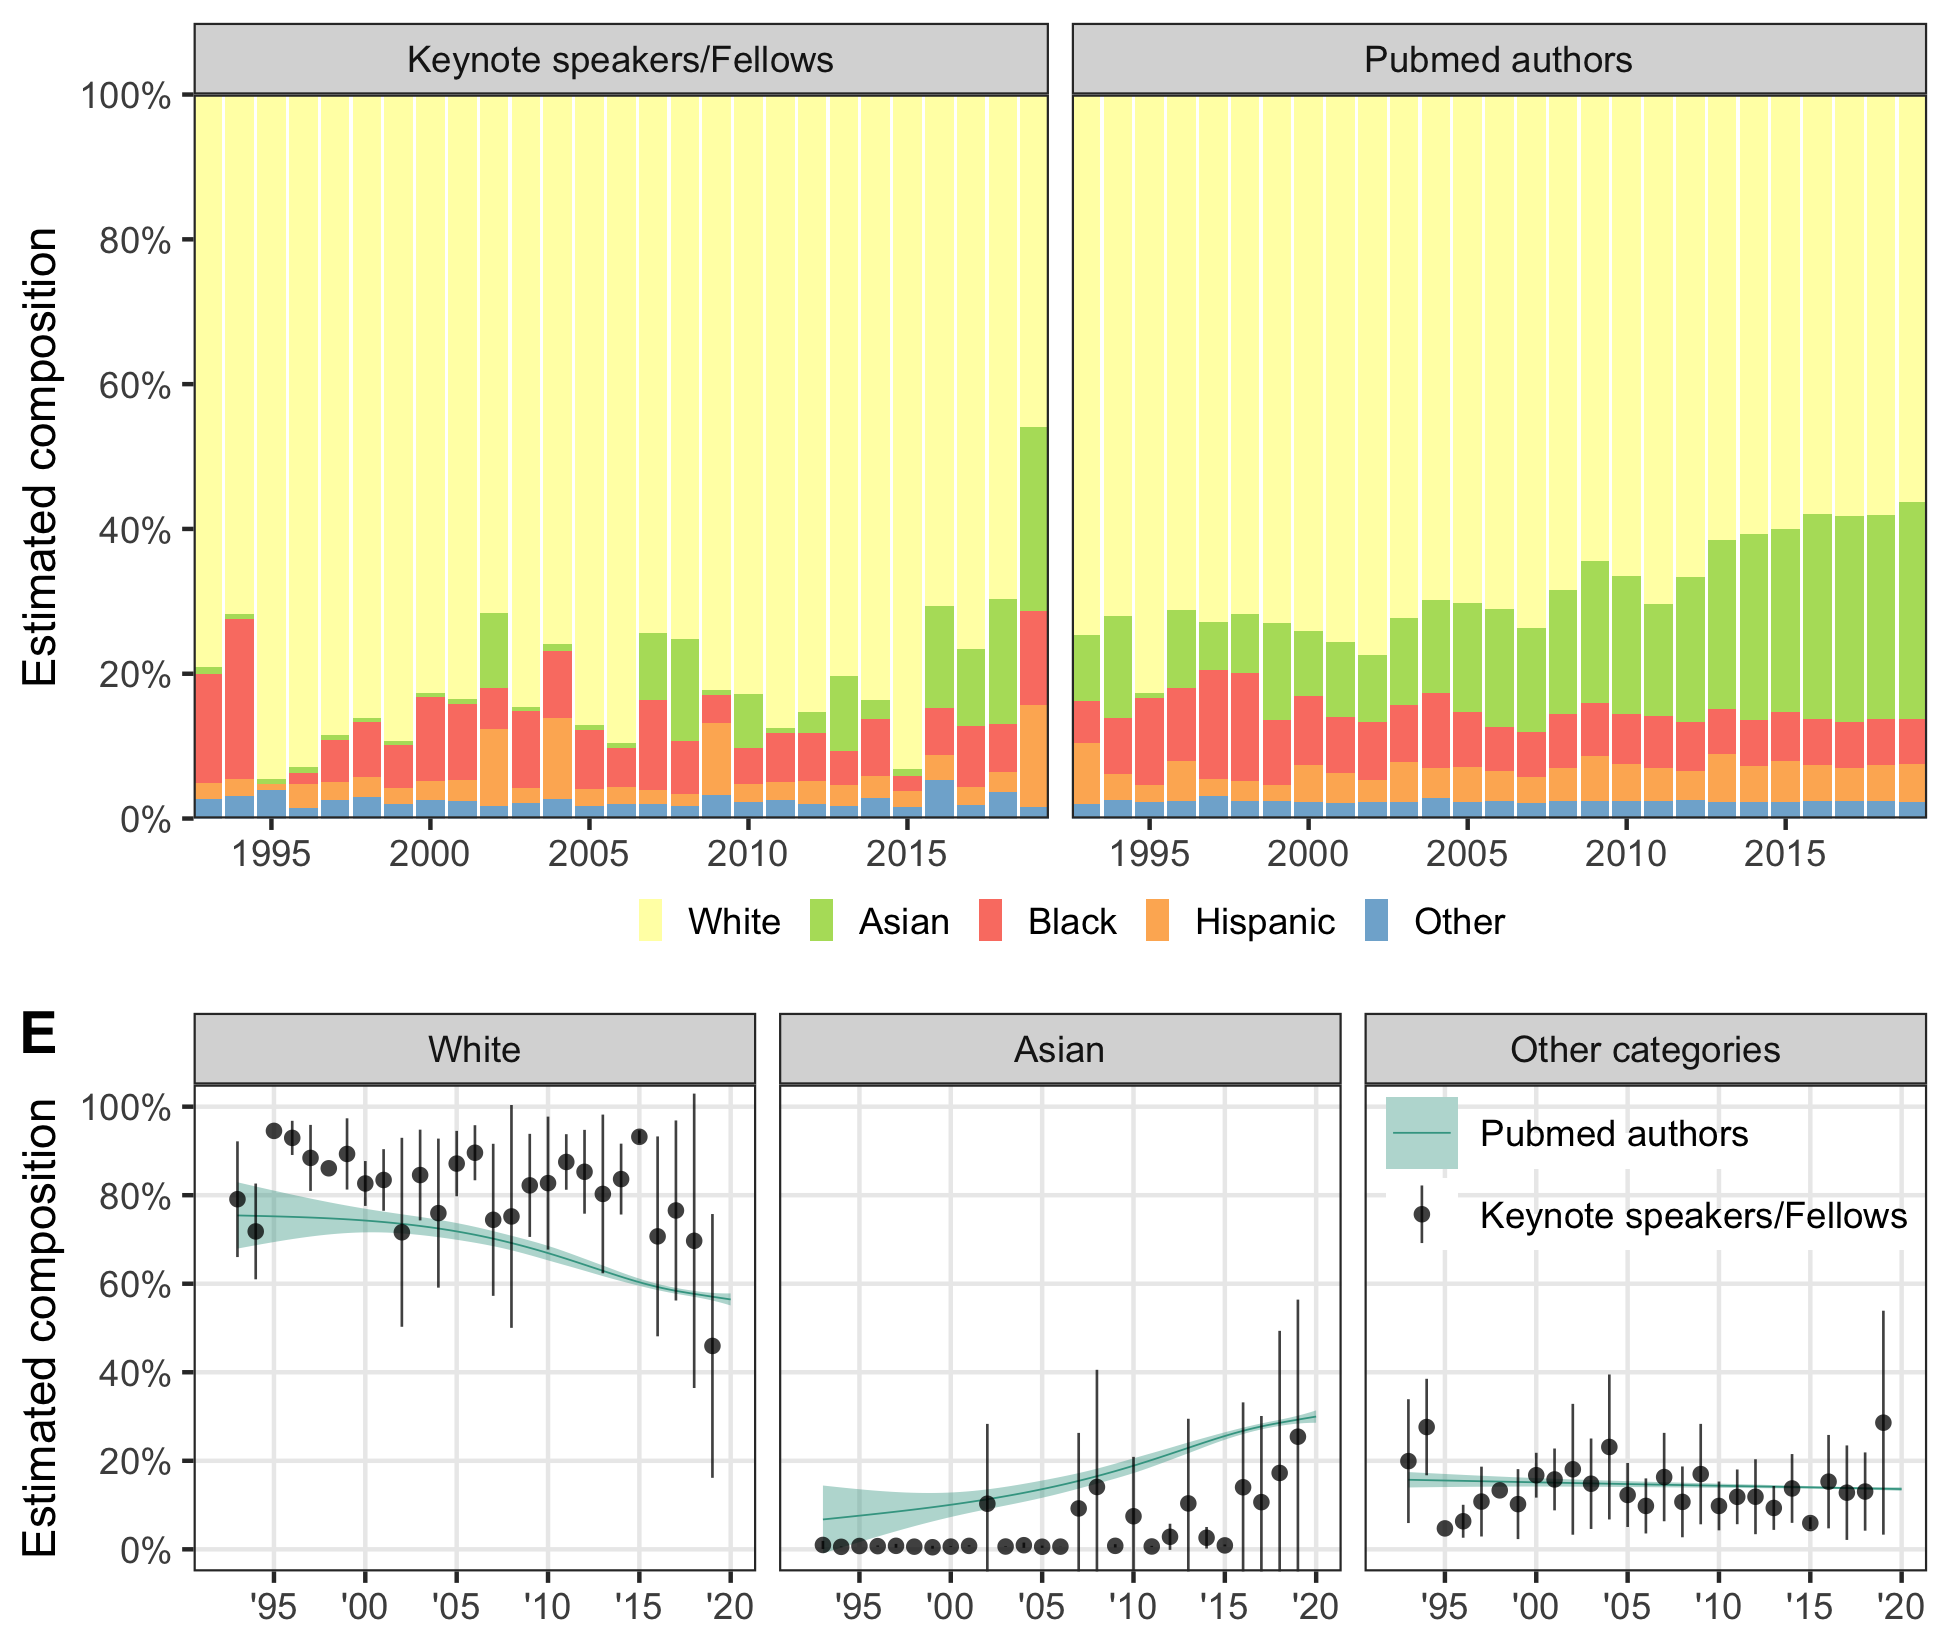 Keynote speakers/Fellows
Pubmed authors
Estimated composition
100%
80%
60%
40%
20%
0%
1995 2000 2005 2010 2015
1995 2000 2005 2010 2015
White Asian Black Hispanic Other
E
White
Asian
Other categories
Estimated composition
100%
80%
60%
40%
20%
0%
Pubmed authors
Keynote speakers/Fellows
'95 '00 '05 '10 '15 '20
'95 '00 '05 '10 '15 '20
'95 '00 '05 '10 '15 '20